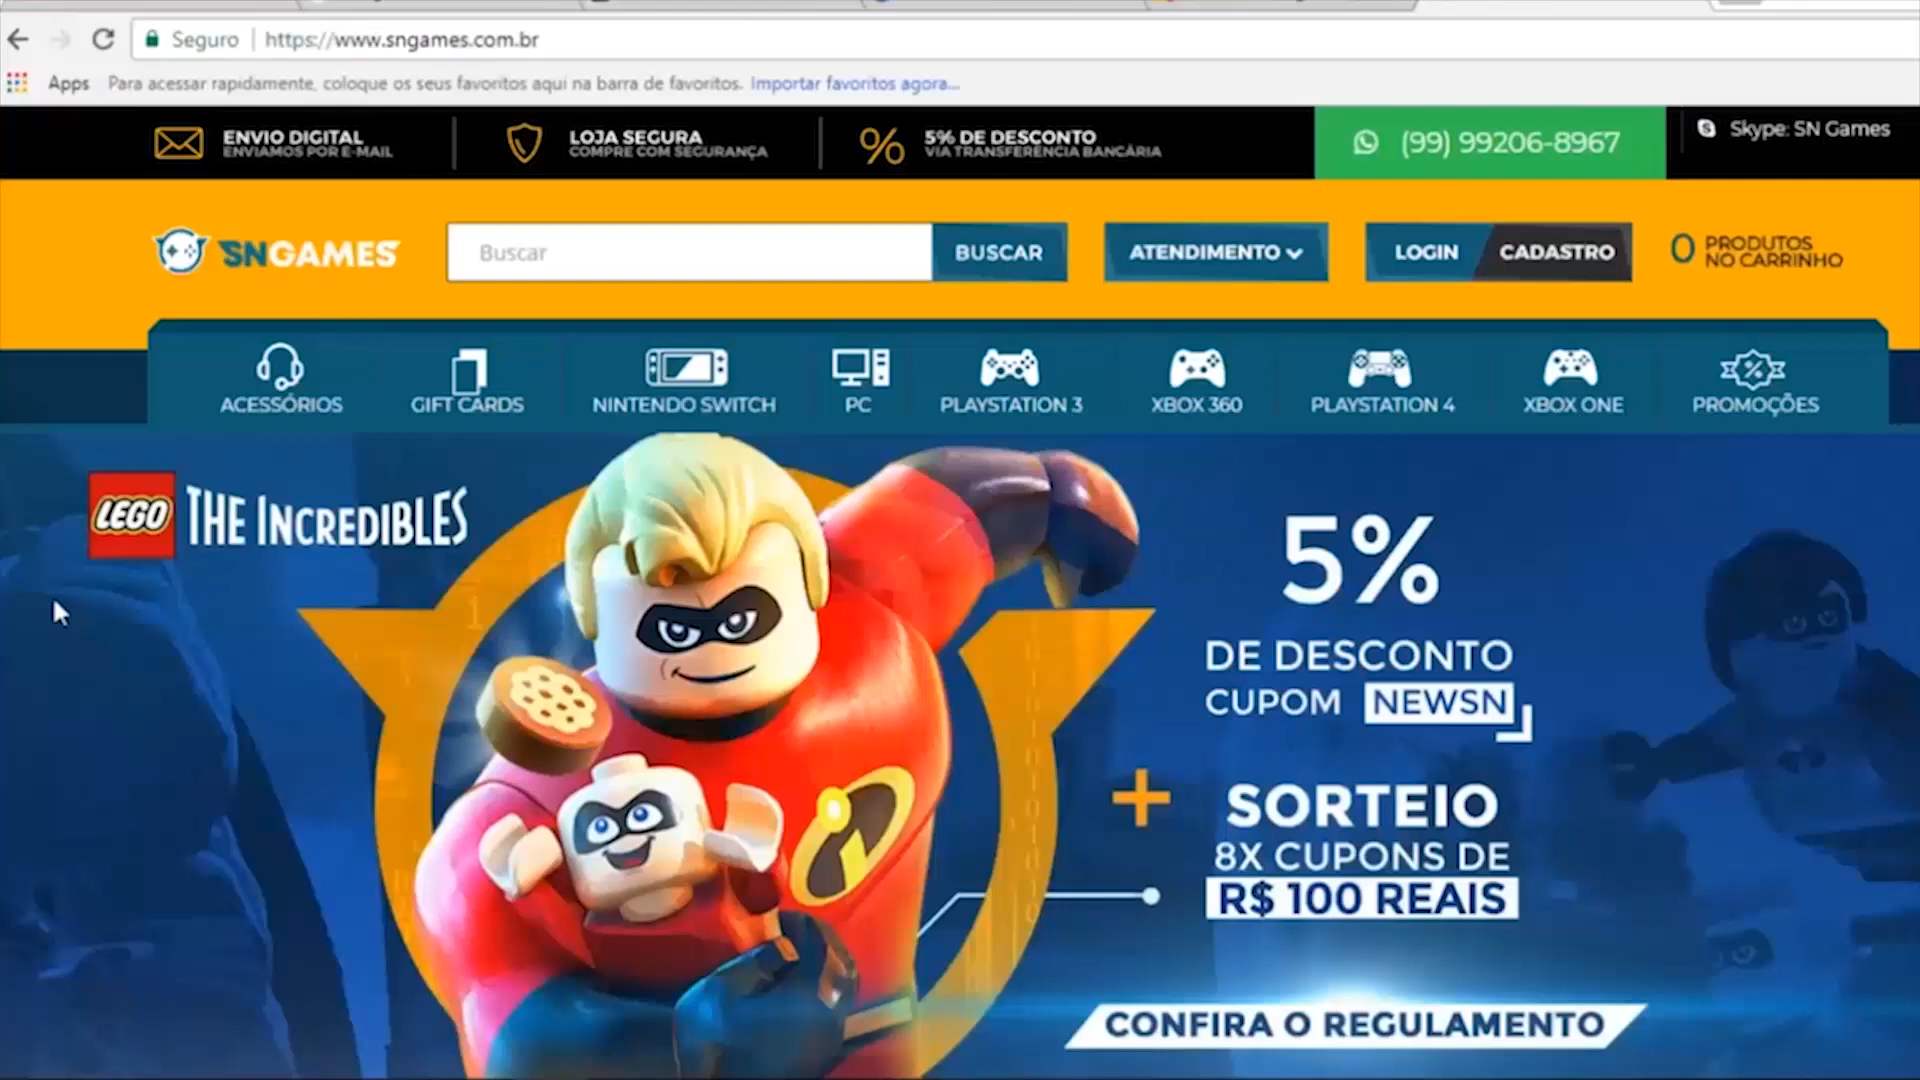 Seguro | https://www.sngames.com.br
Apps Para acessar rapidamente, coloque os seus favoritos aqui na barra de favoritos. Importar favoritos agora...
ENVIO DIGITAL
ENVIAMOS POR E-MAIL
LOJA SEGURA
COMPRE COM SEGURANÇA
% 5% DE DESCONTO
VIA TRANSFERÊNCIA BANCÁRIA
(99) 99206-8967
Skype: SN Games
SNGAMES
Buscar
BUSCAR
ATENDIMENTO
LOGIN
CADASTRO
0 PRODUTOS
NO CARRINHO
ACESSÓRIOS
GIFT CARDS
NINTENDO SWITCH
PC
PLAYSTATION 3
XBOX 360
PLAYSTATION 4
XBOX ONE
PROMOÇÕES
LEGO THE INCREDIBLES
5%
DE DESCONTO
CUPOM NEWSN
+ SORTEIO
8X CUPONS DE
R$ 100 REAIS
CONFIRA O REGULAMENTO